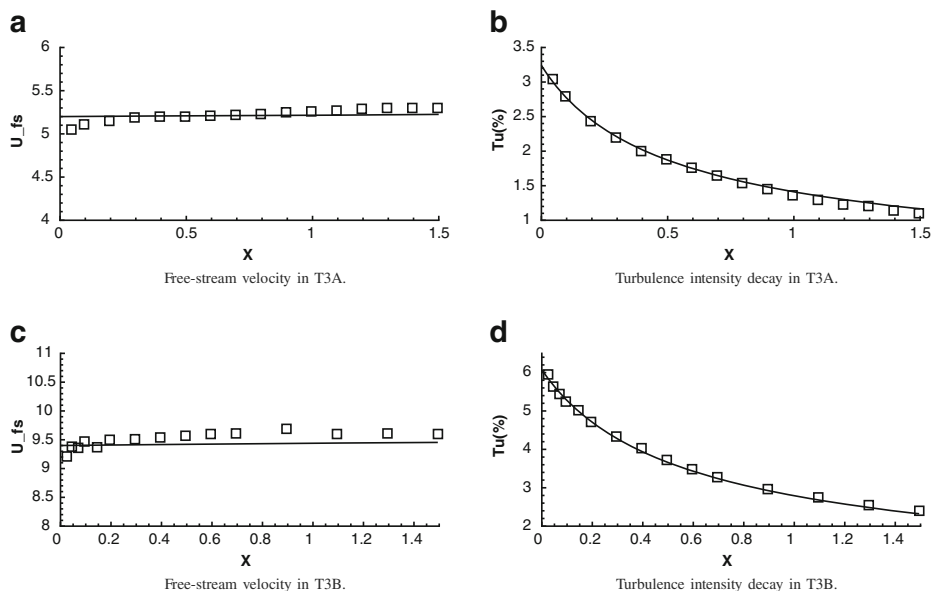 a
6
5.5
5
4.5
4
U_fs
0
0.5
1
1.5
X
Free-stream velocity in T3A.
b
3.5
3
2.5
2
1.5
1
Tu(%)
0
0.5
1
1.5
X
Turbulence intensity decay in T3A.
c
11
10.5
10
9.5
9
8.5
8
U_fs
0
0.2
0.4
0.6
0.8
1
1.2
1.4
X
Free-stream velocity in T3B.
d
6
5
4
3
2
Tu(%)
0
0.2
0.4
0.6
0.8
1
1.2
1.4
X
Turbulence intensity decay in T3B.